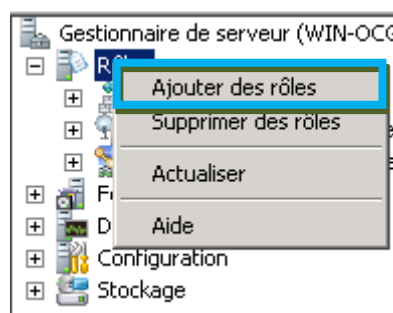 Gestionnaire de serveur (WIN-OCG
Ajouter des rôles
Supprimer des rôles
Actualiser
Aide
Configuration
Stockage